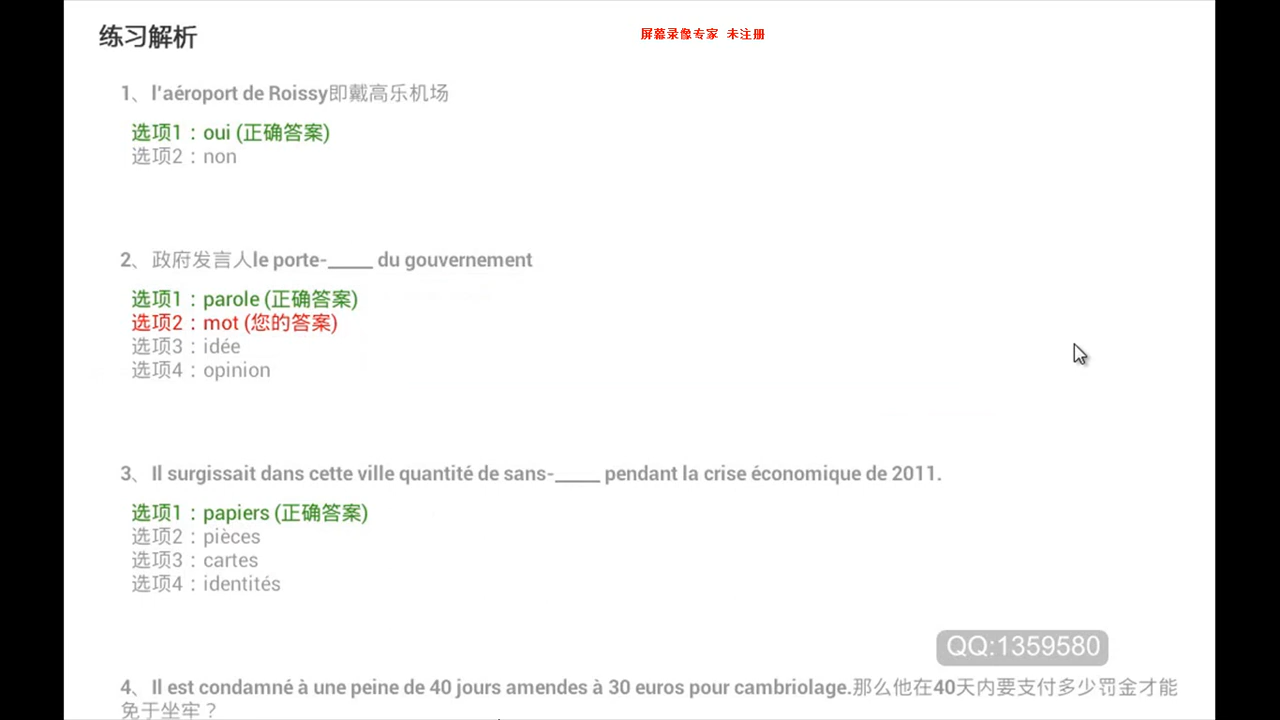 练习解析
屏幕录像专家 未注册
1、l'aéroport de Roissy即戴高乐机场
选项1：oui (正确答案)
选项2：non
2、政府发言人le porte-_____ du gouvernement
选项1：parole (正确答案)
选项2：mot (您的答案)
选项3：idée
选项4：opinion
3、Il surgissait dans cette ville quantité de sans-_____ pendant la crise économique de 2011.
选项1：papiers (正确答案)
选项2：pièces
选项3：cartes
选项4：identités
QQ:1359580
4、Il est condamné à une peine de 40 jours amendes à 30 euros pour cambriolage.那么他在40天内要支付多少罚金才能
免于坐牢？